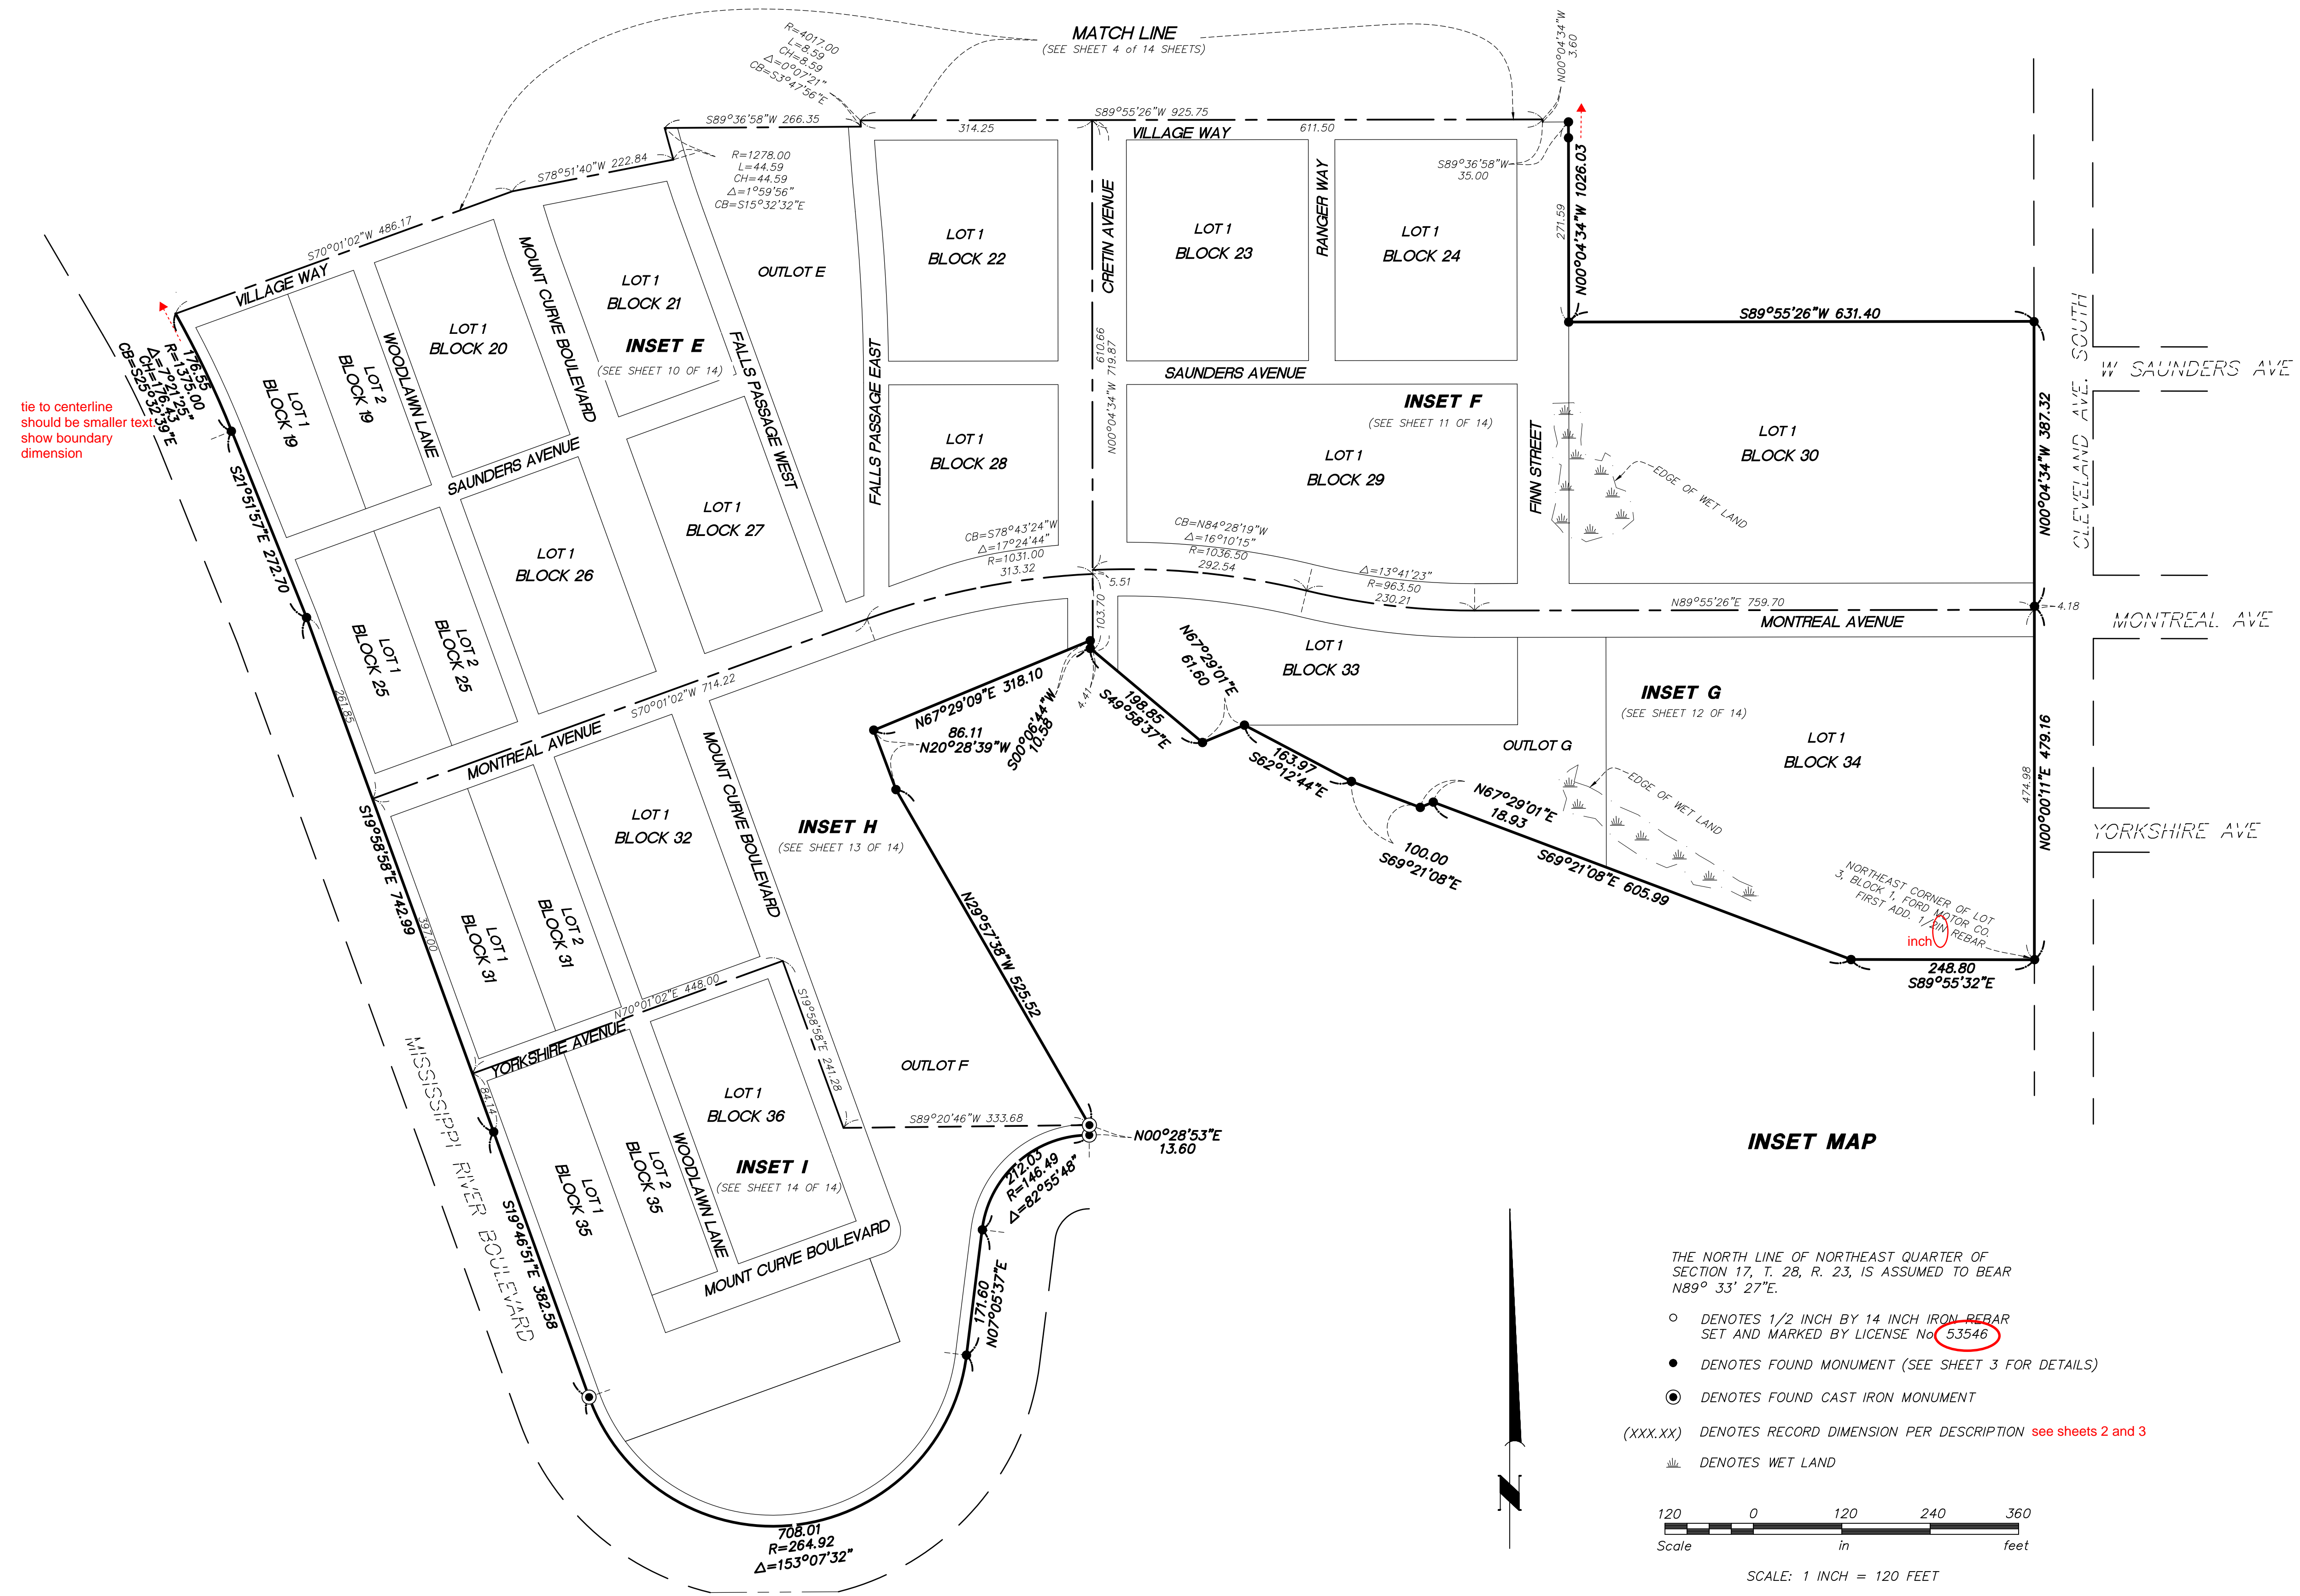 MATCH LINE
(SEE SHEET 4 of 14 SHEETS)
R=4017.00
L=8.59
CH=8.59
Δ=0°07'21"
CB=S3°47'56"E
N00°04'34"W
3.60
S89°36'58"W 266.35
S89°55'26"W 925.75
314.25
VILLAGE WAY
611.50
S78°51'40"W 222.84
R=1278.00
L=44.59
CH=44.59
Δ=1°59'56"
CB=S15°32'32"E
S89°36'58"W
35.00
N00°04'34"W 1026.03
271.59
S70°01'02"W 486.17
VILLAGE WAY
LOT 1
BLOCK 19
LOT 2
BLOCK 19
WOODLAWN LANE
LOT 1
BLOCK 20
MOUNT CURVE BOULEVARD
LOT 1
BLOCK 21
INSET E
(SEE SHEET 10 OF 14)
FALLS PASSAGE WEST
OUTLOT E
FALLS PASSAGE EAST
LOT 1
BLOCK 22
CRETIN AVENUE
610.66
N00°04'34"W 719.87
LOT 1
BLOCK 23
RANGER WAY
LOT 1
BLOCK 24
S89°55'26"W 631.40
CLEVELAND AVE. SOUTH
W SAUNDERS AVE
176.55
R=1375.00
Δ=7°21'25"
CH=176.43
CB=S25°32'39"E
tie to centerline
should be smaller text.
show boundary
dimension
S21°51'57"E 272.70
SAUNDERS AVENUE
SAUNDERS AVENUE
INSET F
(SEE SHEET 11 OF 14)
FINN STREET
LOT 1
BLOCK 30
EDGE OF WET LAND
N00°04'34"W 387.32
LOT 1
BLOCK 25
LOT 2
BLOCK 25
LOT 1
BLOCK 26
LOT 1
BLOCK 27
LOT 1
BLOCK 28
LOT 1
BLOCK 29
CB=S78°43'24"W
Δ=17°24'44"
R=1031.00
313.32
CB=N84°28'19"W
Δ=16°10'15"
R=1036.50
292.54
Δ=13°41'23"
R=963.50
230.21
5.51
103.70
N89°55'26"E 759.70
4.18
MONTREAL AVENUE
MONTREAL AVE
261.85
S70°01'02"W 714.22
MONTREAL AVENUE
N67°29'09"E 318.10
86.11
N20°28'39"W
S00°06'44"W
10.58
4.41
198.85
S49°58'37"E
N67°29'01"E
61.60
LOT 1
BLOCK 33
INSET G
(SEE SHEET 12 OF 14)
OUTLOT G
LOT 1
BLOCK 34
N00°00'11"E 479.16
474.98
163.97
S62°12'44"E
N67°29'01"E
18.93
100.00
S69°21'08"E
EDGE OF WET LAND
S69°21'08"E 605.99
YORKSHIRE AVE
NORTHEAST CORNER OF LOT
3, BLOCK 1, FORD MOTOR CO.
FIRST ADD. 1/2IN REBAR
inch
248.80
S89°55'32"E
S19°58'58"E 742.99
397.00
LOT 1
BLOCK 31
LOT 2
BLOCK 31
LOT 1
BLOCK 32
MOUNT CURVE BOULEVARD
INSET H
(SEE SHEET 13 OF 14)
N29°57'38"W 525.52
N70°01'02"E 448.00
YORKSHIRE AVENUE
S19°58'58"E 241.28
84.14
OUTLOT F
S89°20'46"W 333.68
N00°28'53"E
13.60
LOT 1
BLOCK 35
LOT 2
BLOCK 35
WOODLAWN LANE
LOT 1
BLOCK 36
INSET I
(SEE SHEET 14 OF 14)
212.03
R=146.49
Δ=82°55'48"
MISSISSIPPI RIVER BOULEVARD
S19°46'51"E 382.58
MOUNT CURVE BOULEVARD
171.60
N07°05'37"E
708.01
R=264.92
Δ=153°07'32"
INSET MAP
THE NORTH LINE OF NORTHEAST QUARTER OF
SECTION 17, T. 28, R. 23, IS ASSUMED TO BEAR
N89° 33' 27"E.
DENOTES 1/2 INCH BY 14 INCH IRON REBAR
SET AND MARKED BY LICENSE No. 53546
DENOTES FOUND MONUMENT (SEE SHEET 3 FOR DETAILS)
DENOTES FOUND CAST IRON MONUMENT
(XXX.XX) DENOTES RECORD DIMENSION PER DESCRIPTION see sheets 2 and 3
DENOTES WET LAND
N
120 0 120 240 360
Scale in feet
SCALE: 1 INCH = 120 FEET